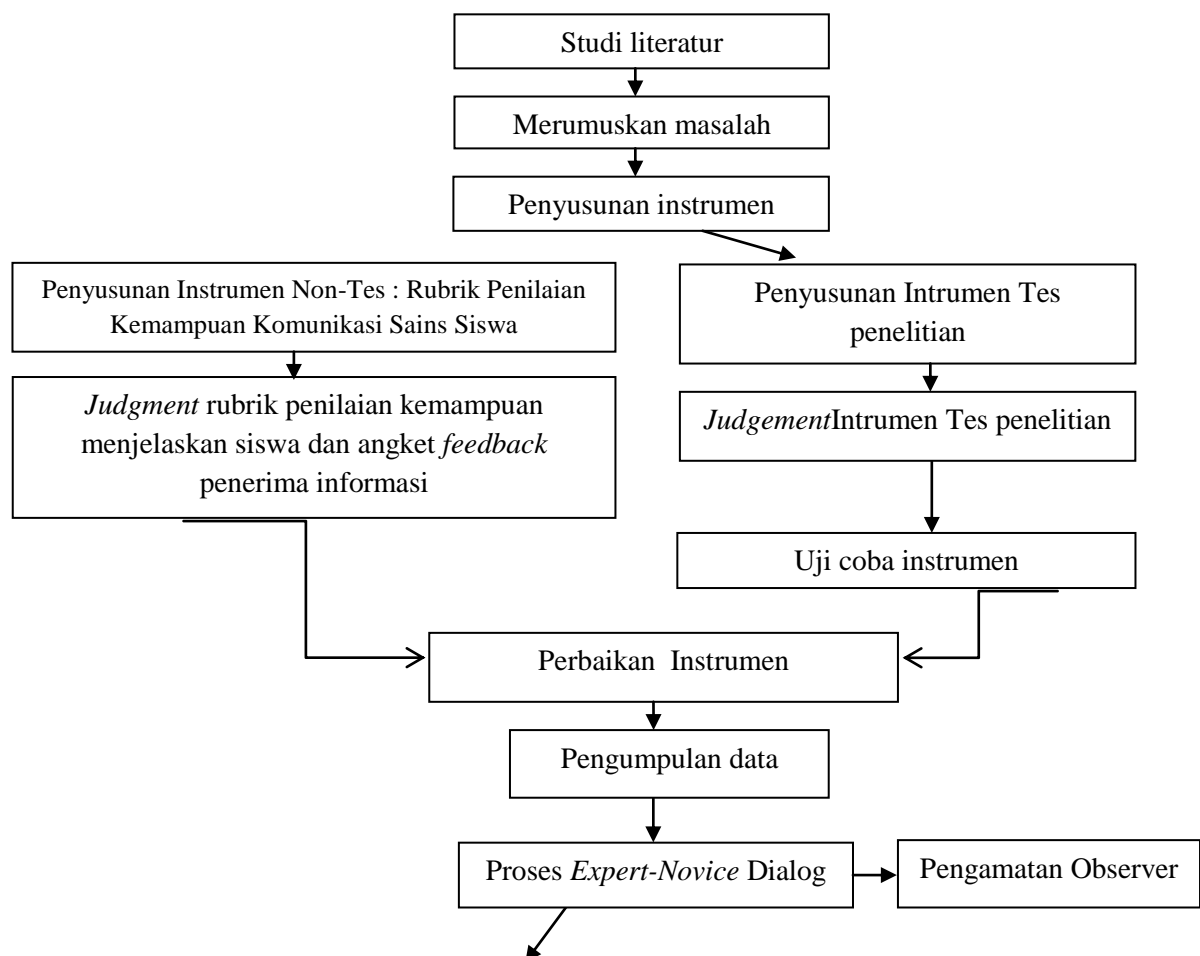 Studi literatur
Merumuskan masalah
Penyusunan instrumen
Penyusunan Instrumen Non-Tes : Rubrik Penilaian
Kemampuan Komunikasi Sains Siswa
Penyusunan Intrumen Tes
penelitian
Judgment rubrik penilaian kemampuan
menjelaskan siswa dan angket feedback
penerima informasi
JudgementIntrumen Tes penelitian
Uji coba instrumen
Perbaikan  Instrumen
Pengumpulan data
Proses Expert-Novice Dialog
Pengamatan Observer